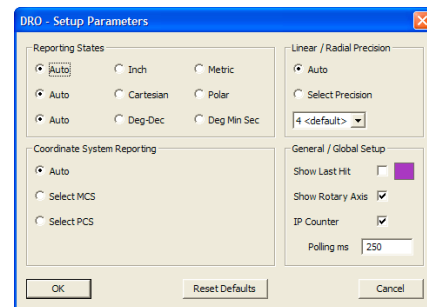 DRO - Setup Parameters
Reporting States
Auto Inch Metric
Auto Cartesian Polar
Auto Deg-Dec Deg Min Sec
Linear / Radial Precision
Auto
Select Precision
4 <default>
Coordinate System Reporting
Auto
Select MCS
Select PCS
General / Global Setup
Show Last Hit
Show Rotary Axis
IP Counter
Polling ms 250
OK Reset Defaults Cancel